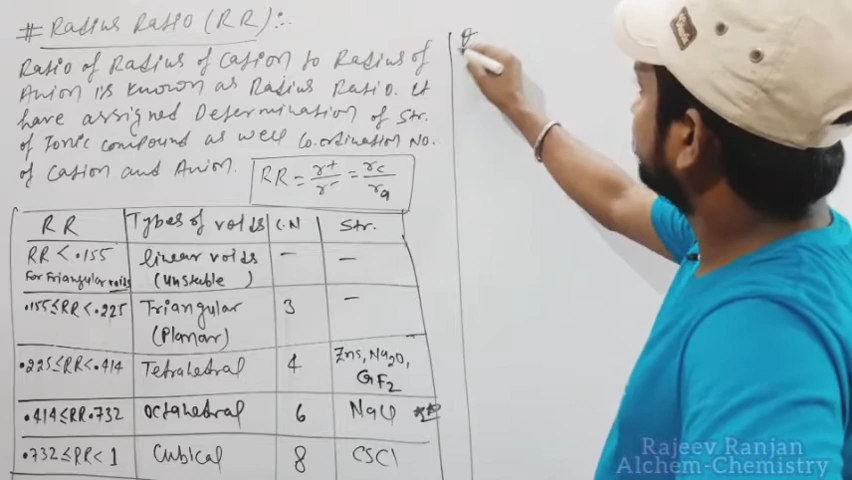 # Radius Ratio (RR):-
Ratio of Radius of Cation to Radius of
Anion is known as Radius Ratio. It
have assigned Determination of Str.
of Ionic compound as well Co.ordination No.
of Cation and Anion.
RR = r+/r- = rc/ra
RR Types of voids C.N Str.
RR < .155 linear voids - -
For Triangular voids (Unstable )
.155≤RR<.225 Triangular 3 -
(Planar)
.225≤RR<.414 Tetrahedral 4 Zns, Na2O,
CaF2
.414≤RR.732 Octahedral 6 NaCl
.732≤RR<1 Cubical 8 CSCl
Rajeev Ranjan
Alchem-Chemistry